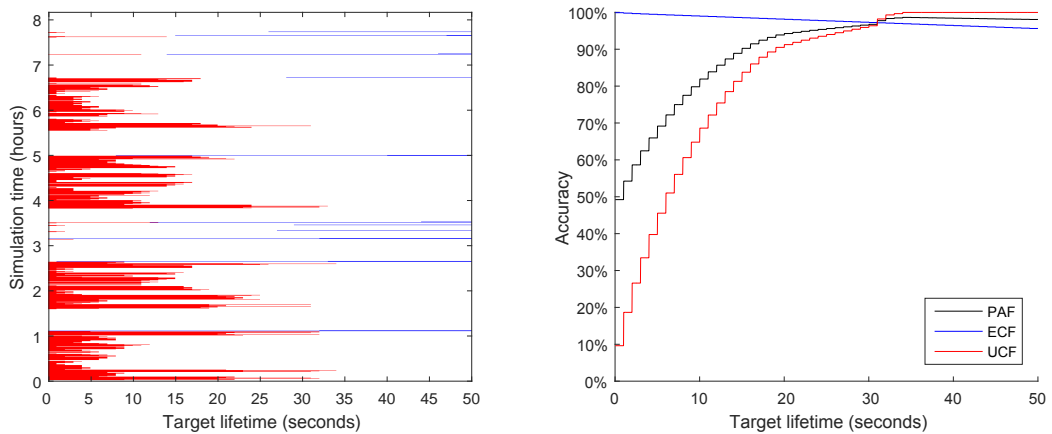 8
7
6
5
4
3
2
1
0
Simulation time (hours)
0 5 10 15 20 25 30 35 40 45 50
Target lifetime (seconds)
100%
90%
80%
70%
60%
50%
40%
30%
20%
10%
0%
Accuracy
PAF
ECF
UCF
0 10 20 30 40 50
Target lifetime (seconds)